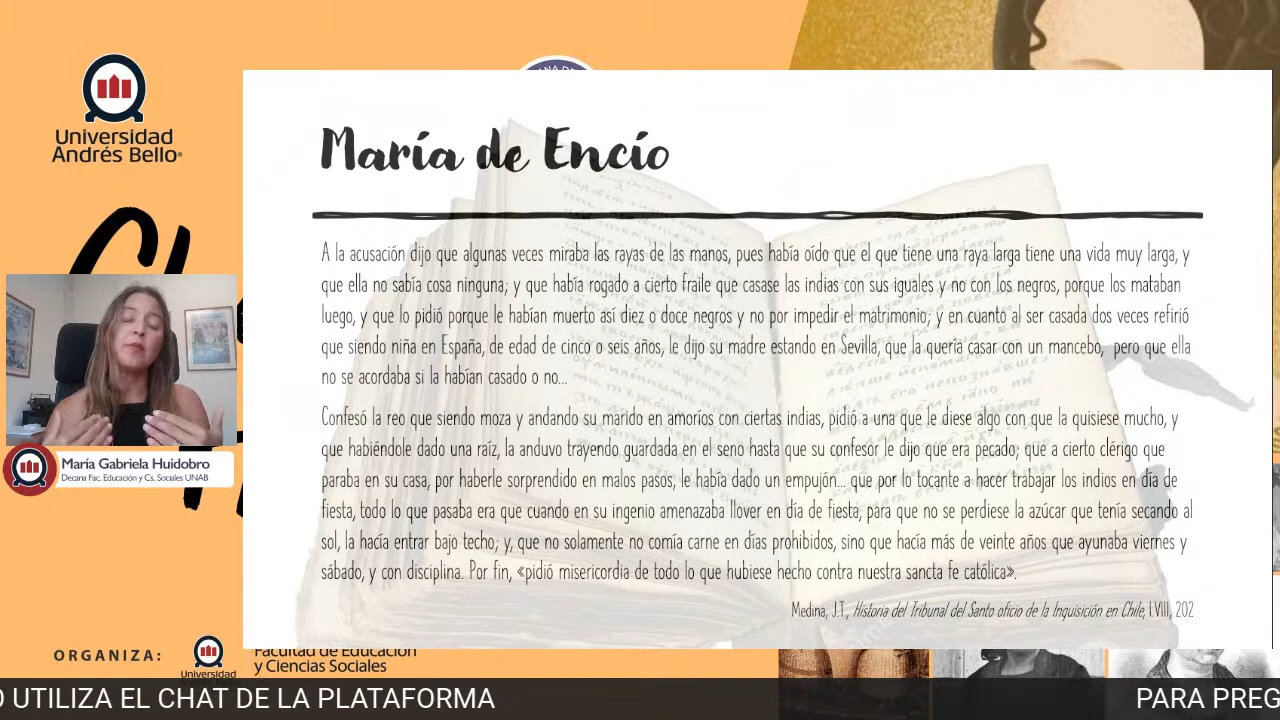 Universidad
Andrés Bello
ANA DE
María de Encío
A la acusación dijo que algunas veces miraba las rayas de las manos, pues había oído que el que tiene una raya larga tiene una vida muy larga, y
que ella no sabía cosa ninguna; y que había rogado a cierto fraile que casase las indias con sus iguales y no con los negros, porque los mataban
luego, y que lo pidió porque le habían muerto así diez o doce negros y no por impedir el matrimonio; y en cuanto al ser casada dos veces refirió
que siendo niña en España, de edad de cinco o seis años, le dijo su madre estando en Sevilla, que la quería casar con un mancebo, pero que ella
no se acordaba si la habían casado o no...
Confesó la reo que siendo moza y andando su marido en amoríos con ciertas indias, pidió a una que le diese algo con que la quisiese mucho, y
que habiéndole dado una raíz, la anduvo trayendo guardada en el seno hasta que su confesor le dijo que era pecado; que a cierto clérigo que
paraba en su casa, por haberle sorprendido en malos pasos, le había dado un empujón... que por lo tocante a hacer trabajar los indios en día de
fiesta, todo lo que pasaba era que cuando en su ingenio amenazaba llover en día de fiesta, para que no se perdiese la azúcar que tenía secando al
sol, la hacía entrar bajo techo; y, que no solamente no comía carne en días prohibidos, sino que hacía más de veinte años que ayunaba viernes y
sábado, y con disciplina. Por fin, «pidió misericordia de todo lo que hubiese hecho contra nuestra sancta fe católica».
Medina, J.T., Historia del Tribunal del Santo oficio de la Inquisición en Chile, I.VIII, 202
María Gabriela Huidobro
Decana Fac. Educación y Cs. Sociales UNAB
ORGANIZA:
Universidad
Facultad de Educación
y Ciencias Sociales
O UTILIZA EL CHAT DE LA PLATAFORMA
PARA PREG